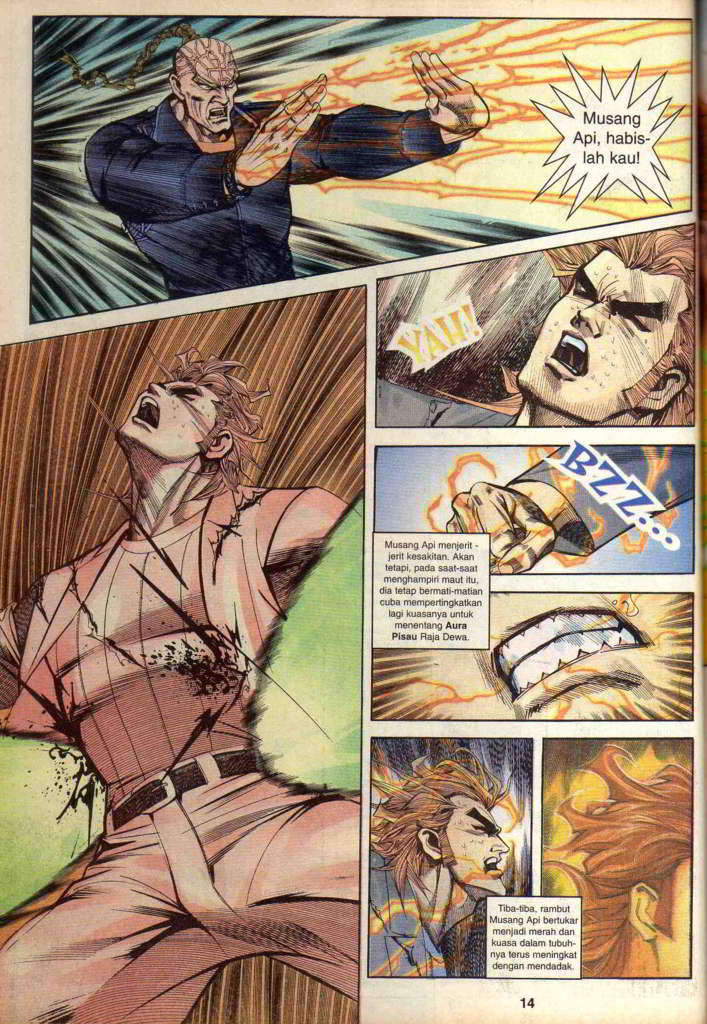 Musang
Api, habis-
lah kau!
YAH!
BZZ...
Musang Api menjerit -
jerit kesakitan. Akan
tetapi, pada saat-saat
menghampiri maut itu,
dia tetap bermati-matian
cuba mempertingkatkan
lagi kuasanya untuk
menentang Aura
Pisau Raja Dewa.
Tiba-tiba, rambut
Musang Api bertukar
menjadi merah dan
kuasa dalam tubuh-
nya terus meningkat
dengan mendadak.
14